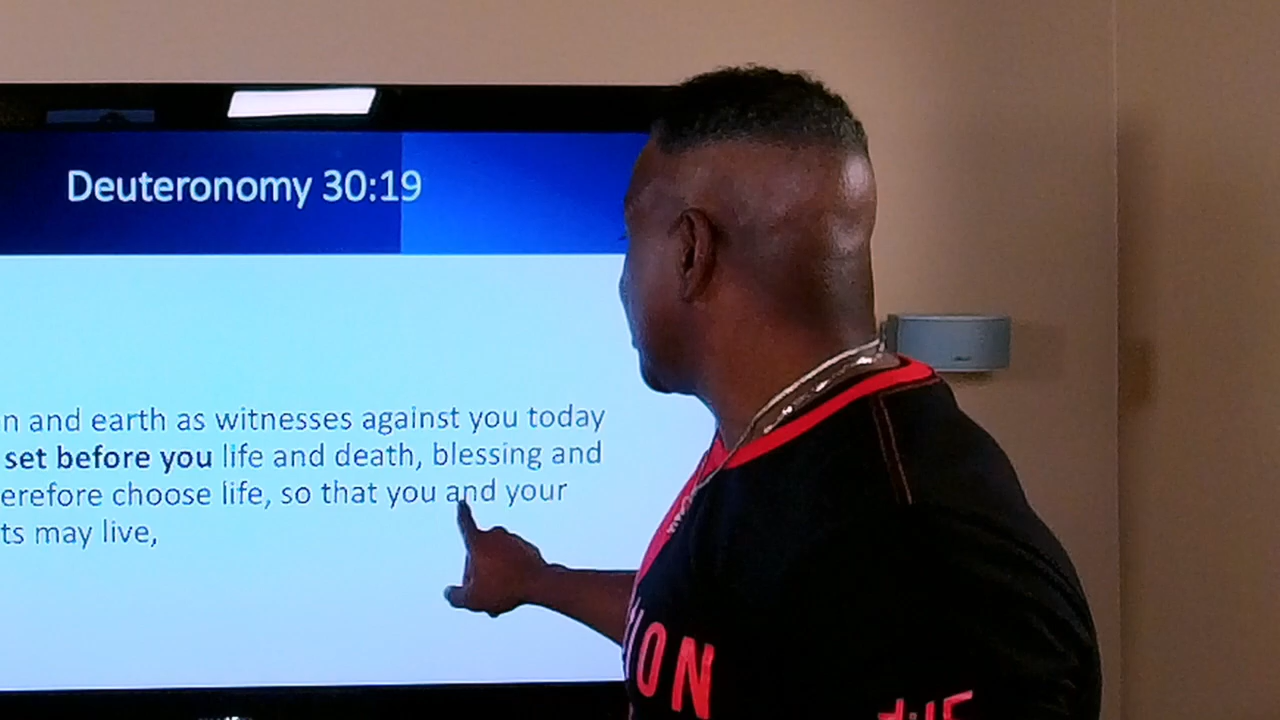 Deuteronomy 30:19
n and earth as witnesses against you today
set before you life and death, blessing and
erefore choose life, so that you and your
ts may live,
ION
THE